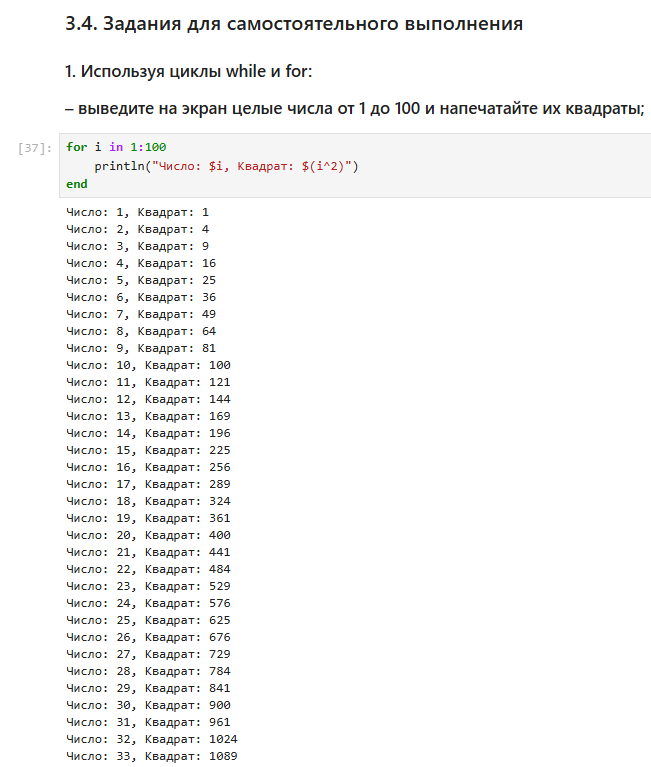 3.4. Задания для самостоятельного выполнения
1. Используя циклы while и for:
– выведите на экран целые числа от 1 до 100 и напечатайте их квадраты;
[37]: for i in 1:100
println("Число: $i, Квадрат: $(i^2)")
end
Число: 1, Квадрат: 1
Число: 2, Квадрат: 4
Число: 3, Квадрат: 9
Число: 4, Квадрат: 16
Число: 5, Квадрат: 25
Число: 6, Квадрат: 36
Число: 7, Квадрат: 49
Число: 8, Квадрат: 64
Число: 9, Квадрат: 81
Число: 10, Квадрат: 100
Число: 11, Квадрат: 121
Число: 12, Квадрат: 144
Число: 13, Квадрат: 169
Число: 14, Квадрат: 196
Число: 15, Квадрат: 225
Число: 16, Квадрат: 256
Число: 17, Квадрат: 289
Число: 18, Квадрат: 324
Число: 19, Квадрат: 361
Число: 20, Квадрат: 400
Число: 21, Квадрат: 441
Число: 22, Квадрат: 484
Число: 23, Квадрат: 529
Число: 24, Квадрат: 576
Число: 25, Квадрат: 625
Число: 26, Квадрат: 676
Число: 27, Квадрат: 729
Число: 28, Квадрат: 784
Число: 29, Квадрат: 841
Число: 30, Квадрат: 900
Число: 31, Квадрат: 961
Число: 32, Квадрат: 1024
Число: 33, Квадрат: 1089